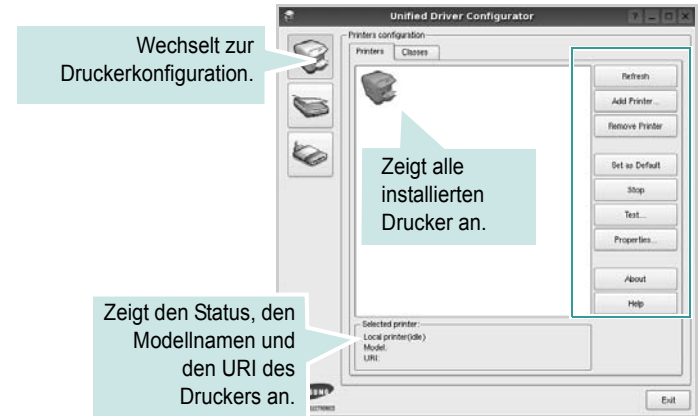 Unified Driver Configurator
Wechselt zur
Druckerkonfiguration.
Printers configuration
Printers
Classes
Refresh
Add Printer...
Remove Printer
Set as Default
Stop
Test...
Properties...
About
Help
Zeigt alle
installierten
Drucker an.
Zeigt den Status, den
Modellnamen und
den URI des
Druckers an.
Selected printer:
Local printer(idle)
Model:
URI:
Exit